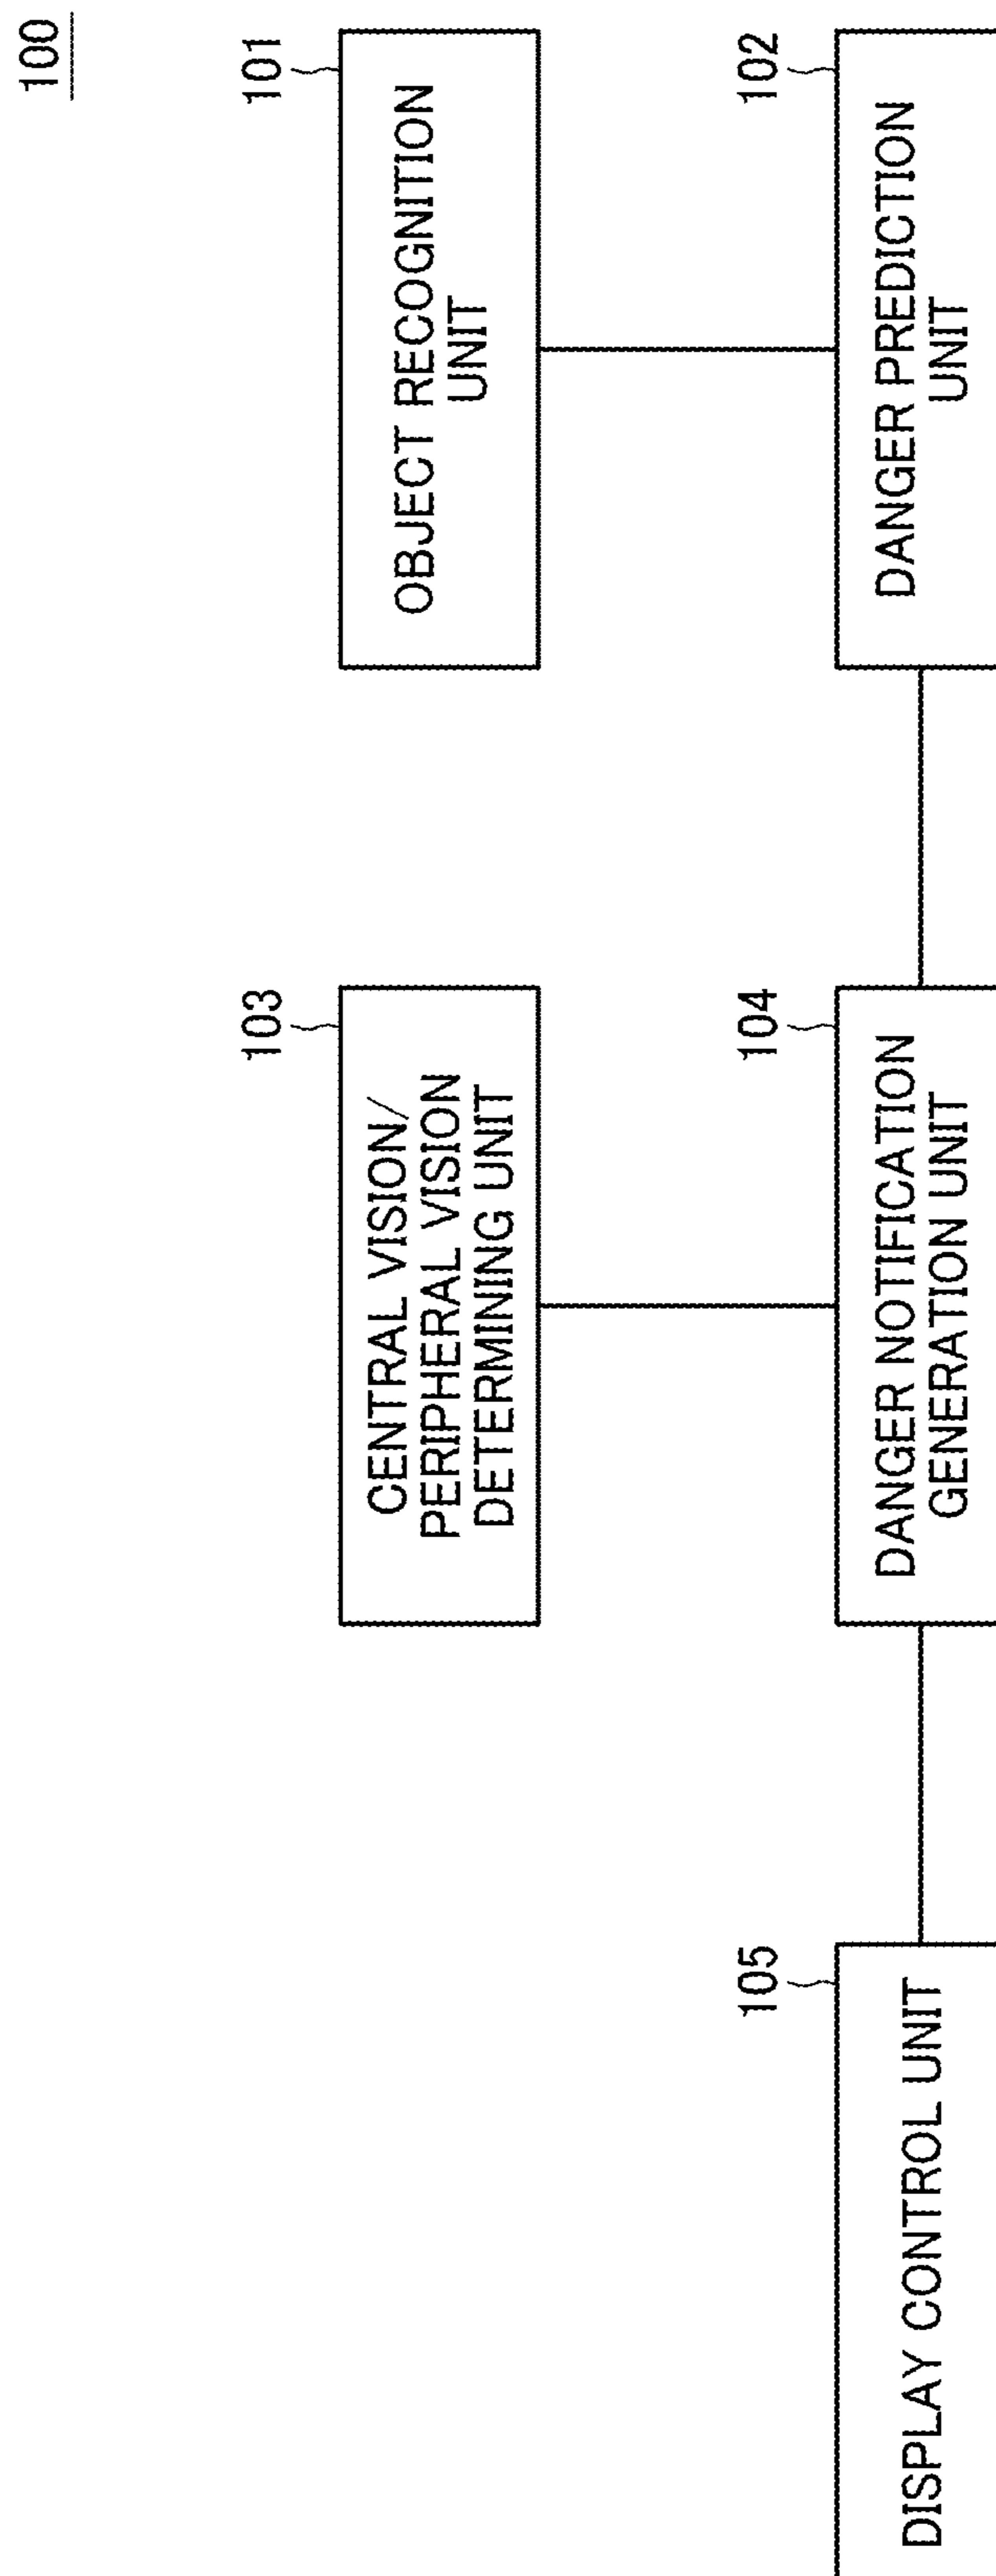 100
103
CENTRAL VISION/
PERIPHERAL VISION
DETERMINING UNIT
101
OBJECT RECOGNITION
UNIT
105
DISPLAY CONTROL UNIT
104
DANGER NOTIFICATION
GENERATION UNIT
102
DANGER PREDICTION
UNIT